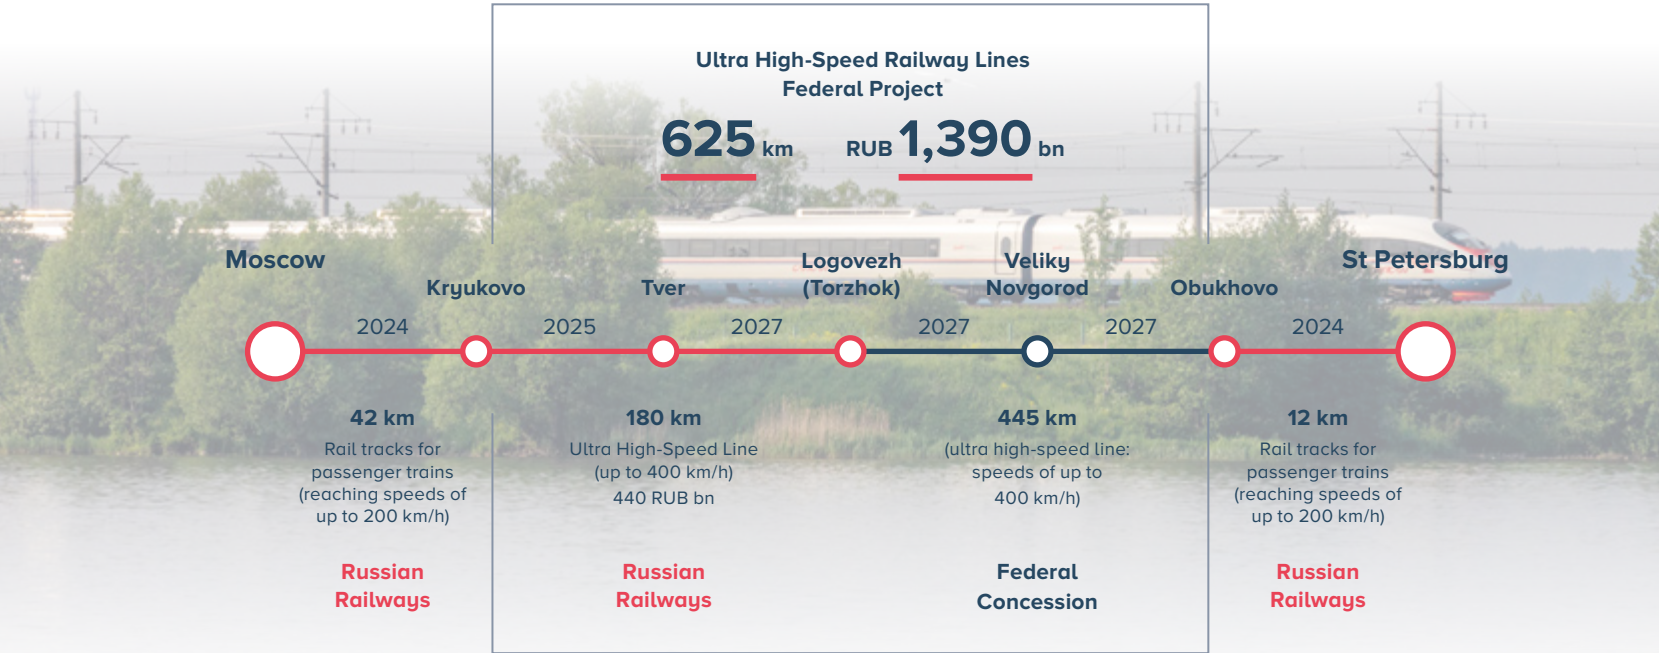 Ultra High-Speed Railway Lines
Federal Project
625 km
RUB 1,390 bn
Moscow
Kryukovo
Tver
Logovezh
(Torzhok)
Veliky
Novgorod
Obukhovo
St Petersburg
2024
2025
2027
2027
2027
2024
42 km
Rail tracks for
passenger trains
(reaching speeds of
up to 200 km/h)
Russian
Railways
180 km
Ultra High-Speed Line
(up to 400 km/h)
440 RUB bn
Russian
Railways
445 km
(ultra high-speed line:
speeds of up to
400 km/h)
Federal
Concession
12 km
Rail tracks for
passenger trains
(reaching speeds of
up to 200 km/h)
Russian
Railways